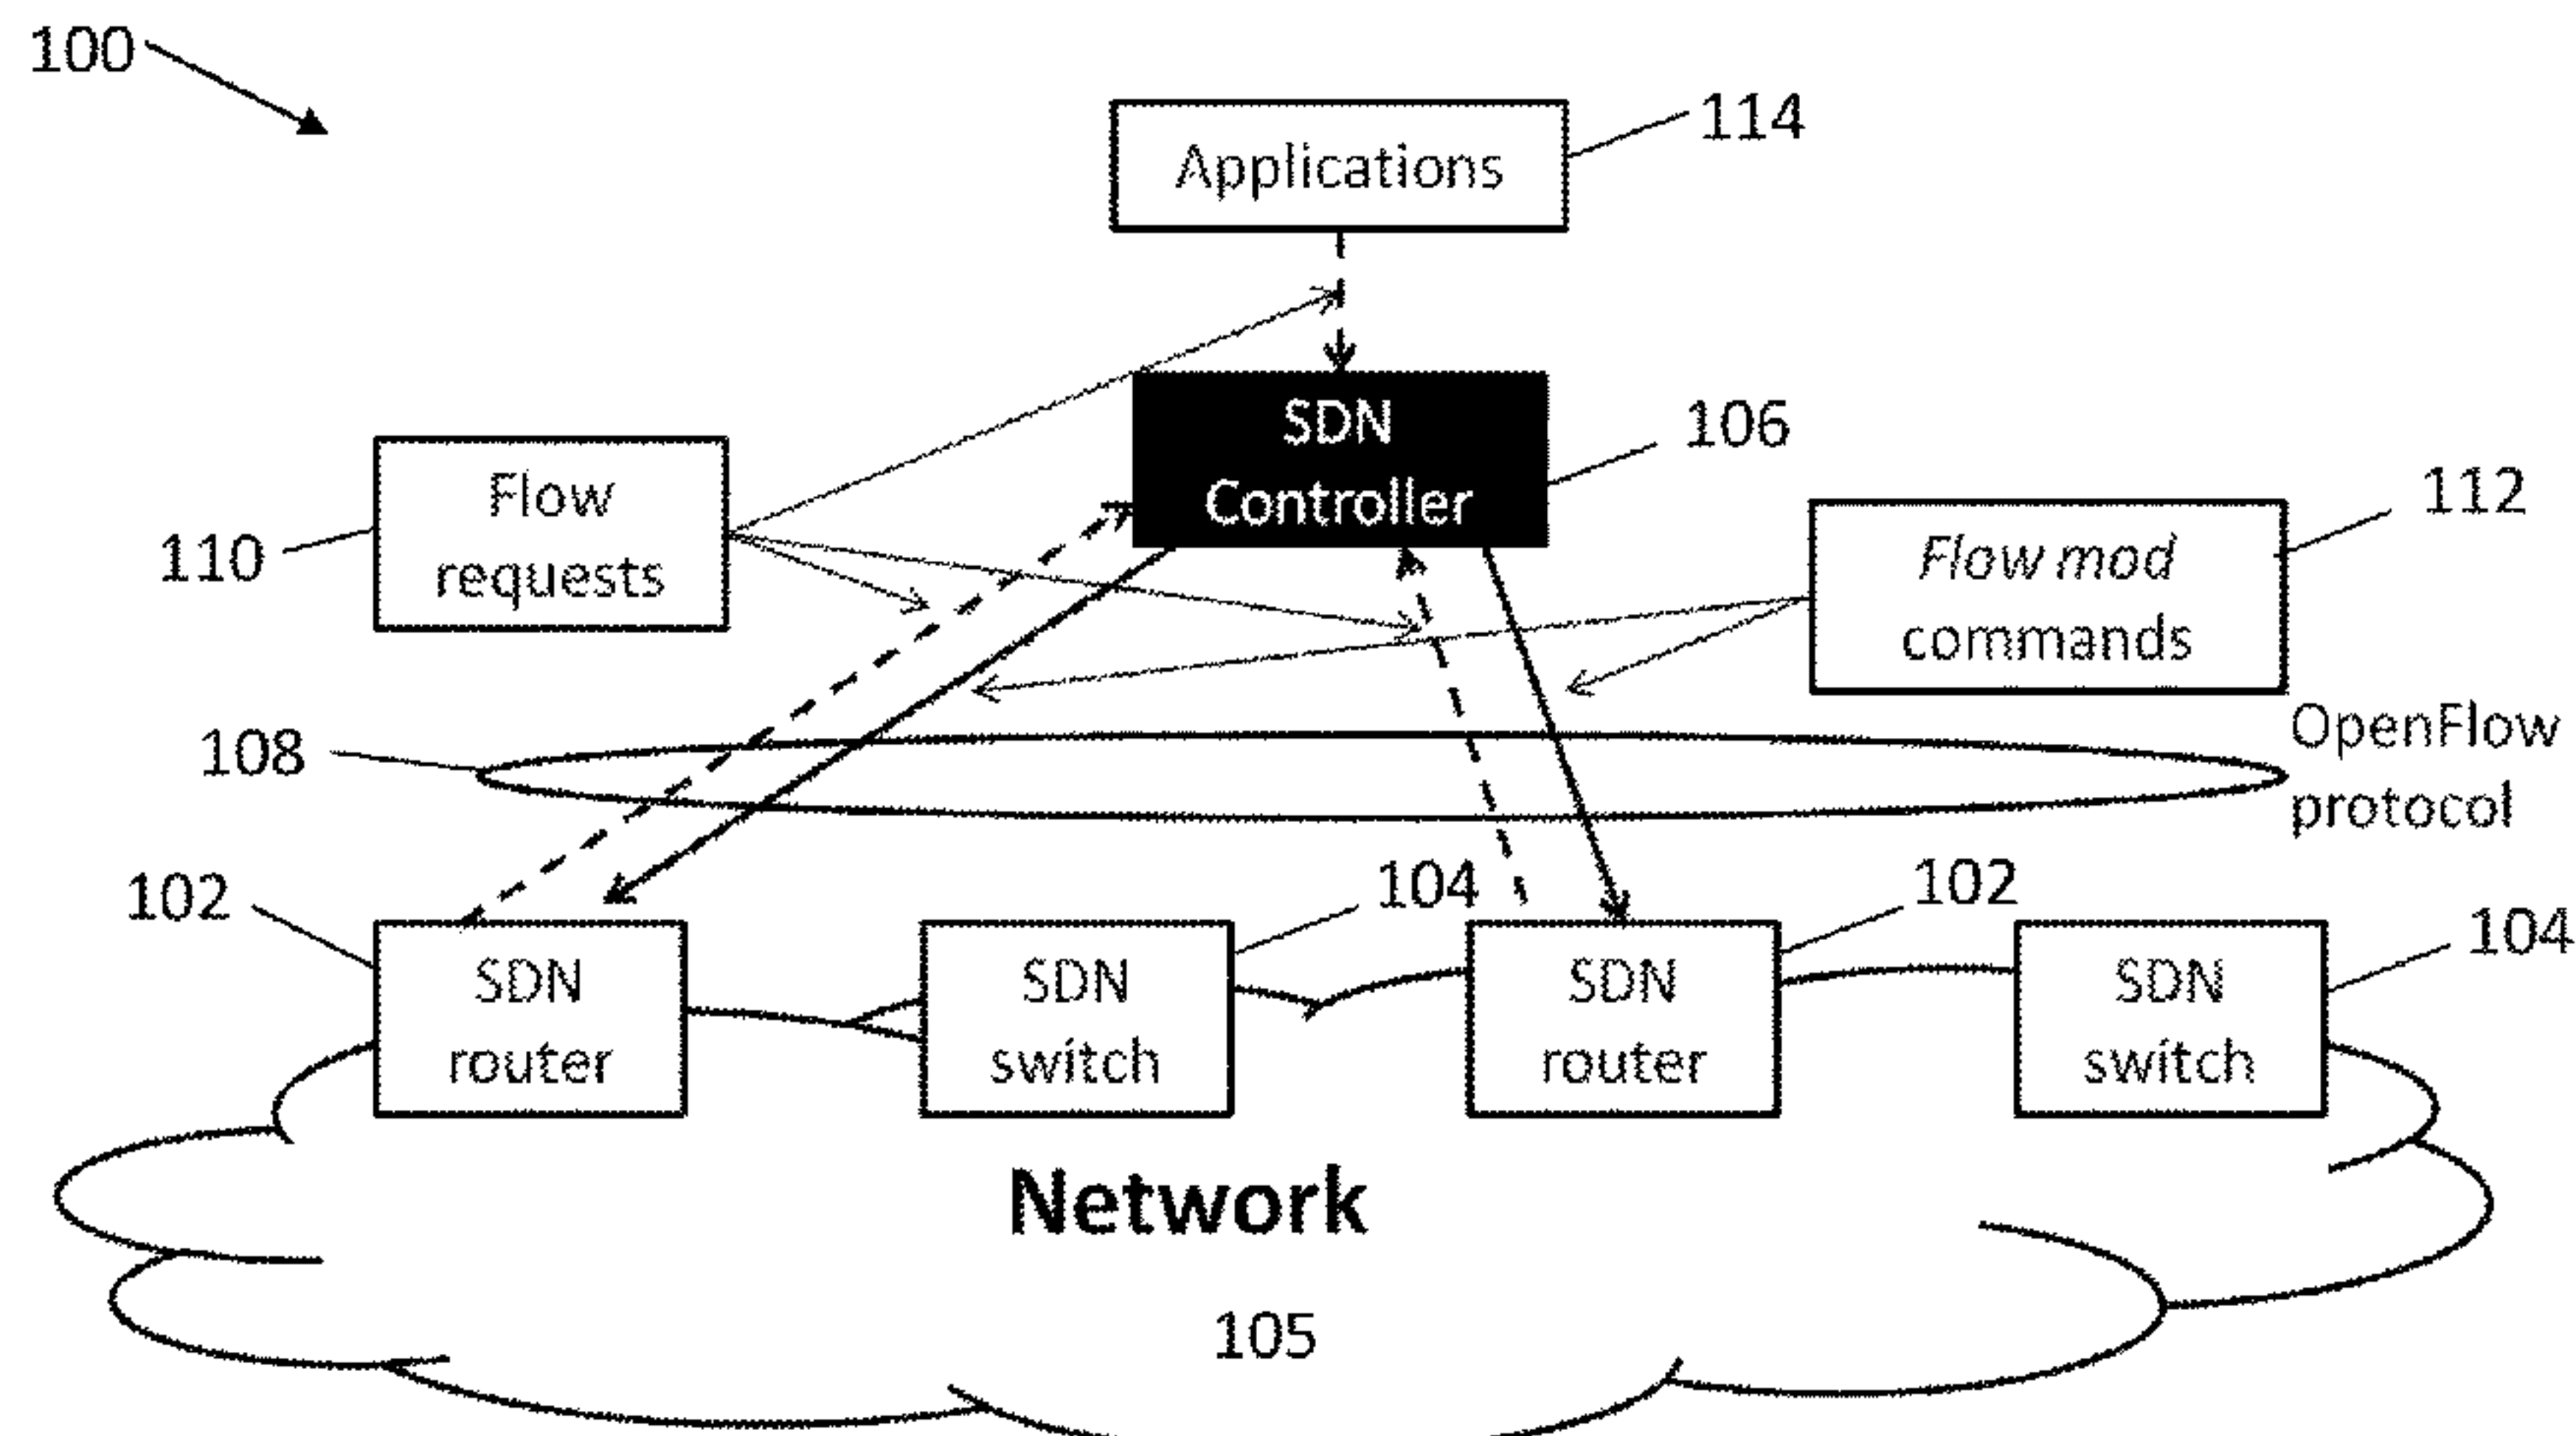 100
Applications
114
SDN
Controller
106
Flow
requests
110
Flow mod
commands
112
OpenFlow
protocol
108
102
SDN
router
104
SDN
switch
102
SDN
router
104
SDN
switch
Network
105